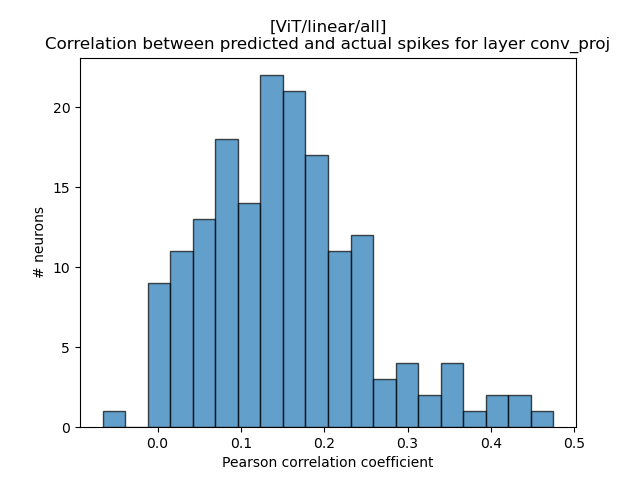 [ViT/linear/all]
Correlation between predicted and actual spikes for layer conv_proj
# neurons
20
15
10
5
0
0.0 0.1 0.2 0.3 0.4 0.5
Pearson correlation coefficient